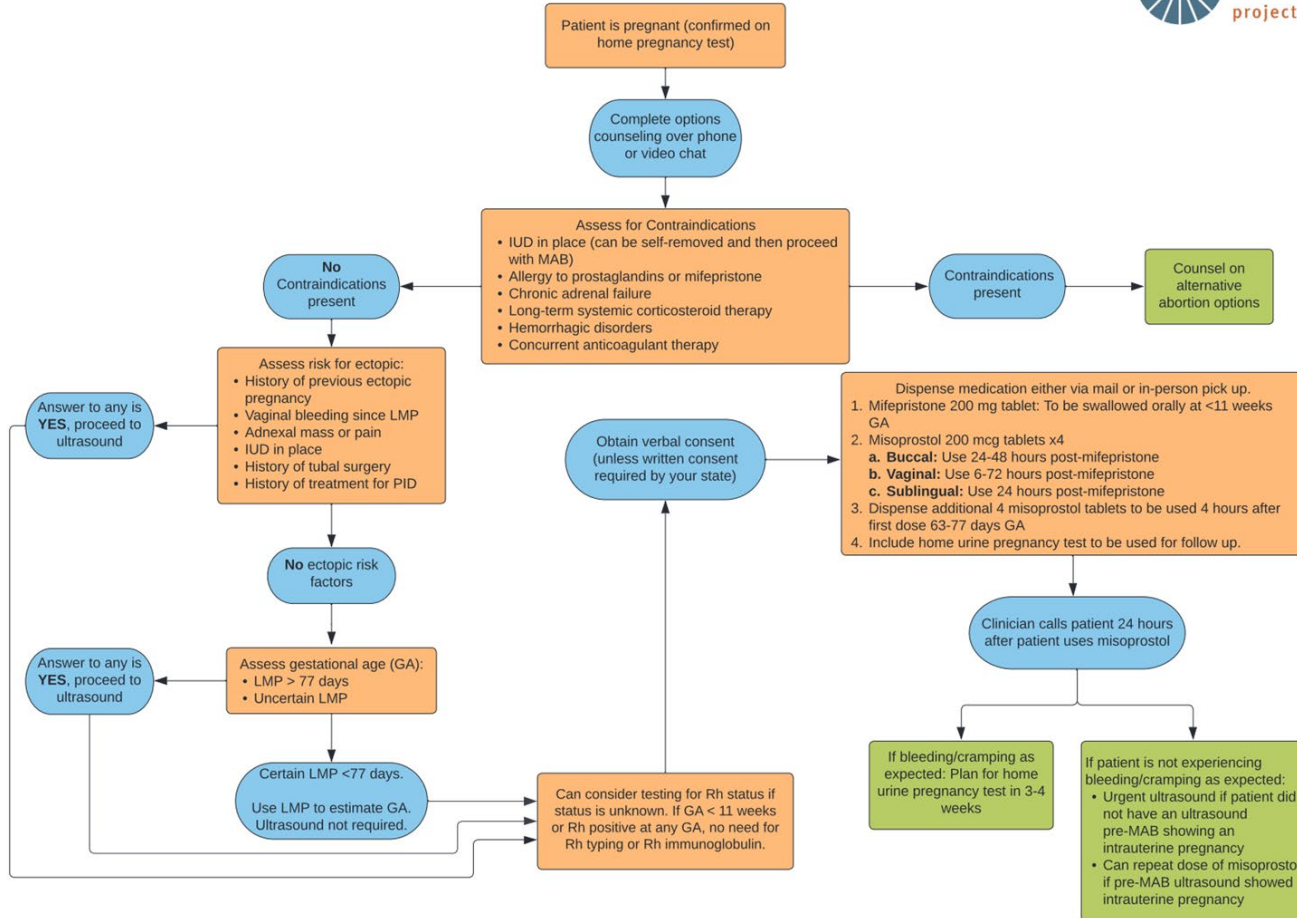 project
Patient is pregnant (confirmed on
home pregnancy test)
Complete options
counseling over phone
or video chat
Assess for Contraindications
• IUD in place (can be self-removed and then proceed
with MAB)
• Allergy to prostaglandins or mifepristone
• Chronic adrenal failure
• Long-term systemic corticosteroid therapy
• Hemorrhagic disorders
• Concurrent anticoagulant therapy
No
Contraindications
present
Contraindications
present
Counsel on
alternative
abortion options
Assess risk for ectopic:
• History of previous ectopic
pregnancy
• Vaginal bleeding since LMP
• Adnexal mass or pain
• IUD in place
• History of tubal surgery
• History of treatment for PID
Answer to any is
YES, proceed to
ultrasound
No ectopic risk
factors
Assess gestational age (GA):
• LMP > 77 days
• Uncertain LMP
Answer to any is
YES, proceed to
ultrasound
Certain LMP <77 days.
Use LMP to estimate GA.
Ultrasound not required.
Can consider testing for Rh status if
status is unknown. If GA < 11 weeks
or Rh positive at any GA, no need for
Rh typing or Rh immunoglobulin.
Obtain verbal consent
(unless written consent
required by your state)
Dispense medication either via mail or in-person pick up.
1. Mifepristone 200 mg tablet: To be swallowed orally at <11 weeks
GA
2. Misoprostol 200 mcg tablets x4
a. Buccal: Use 24-48 hours post-mifepristone
b. Vaginal: Use 6-72 hours post-mifepristone
c. Sublingual: Use 24 hours post-mifepristone
3. Dispense additional 4 misoprostol tablets to be used 4 hours after
first dose 63-77 days GA
4. Include home urine pregnancy test to be used for follow up.
Clinician calls patient 24 hours
after patient uses misoprostol
If bleeding/cramping as
expected: Plan for home
urine pregnancy test in 3-4
weeks
If patient is not experiencing
bleeding/cramping as expected:
• Urgent ultrasound if patient did
not have an ultrasound
pre-MAB showing an
intrauterine pregnancy
• Can repeat dose of misoprosto
if pre-MAB ultrasound showed
intrauterine pregnancy